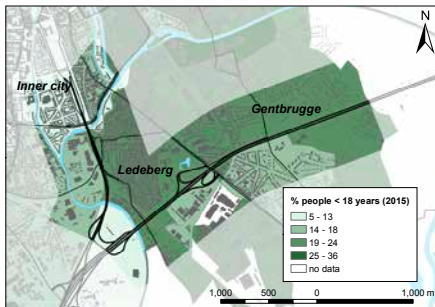 N
Inner city
Gentbrugge
Ledeberg
% people < 18 years (2015)
5 - 13
14 - 18
19 - 24
25 - 36
no data
1,000 500 0 1,000 m